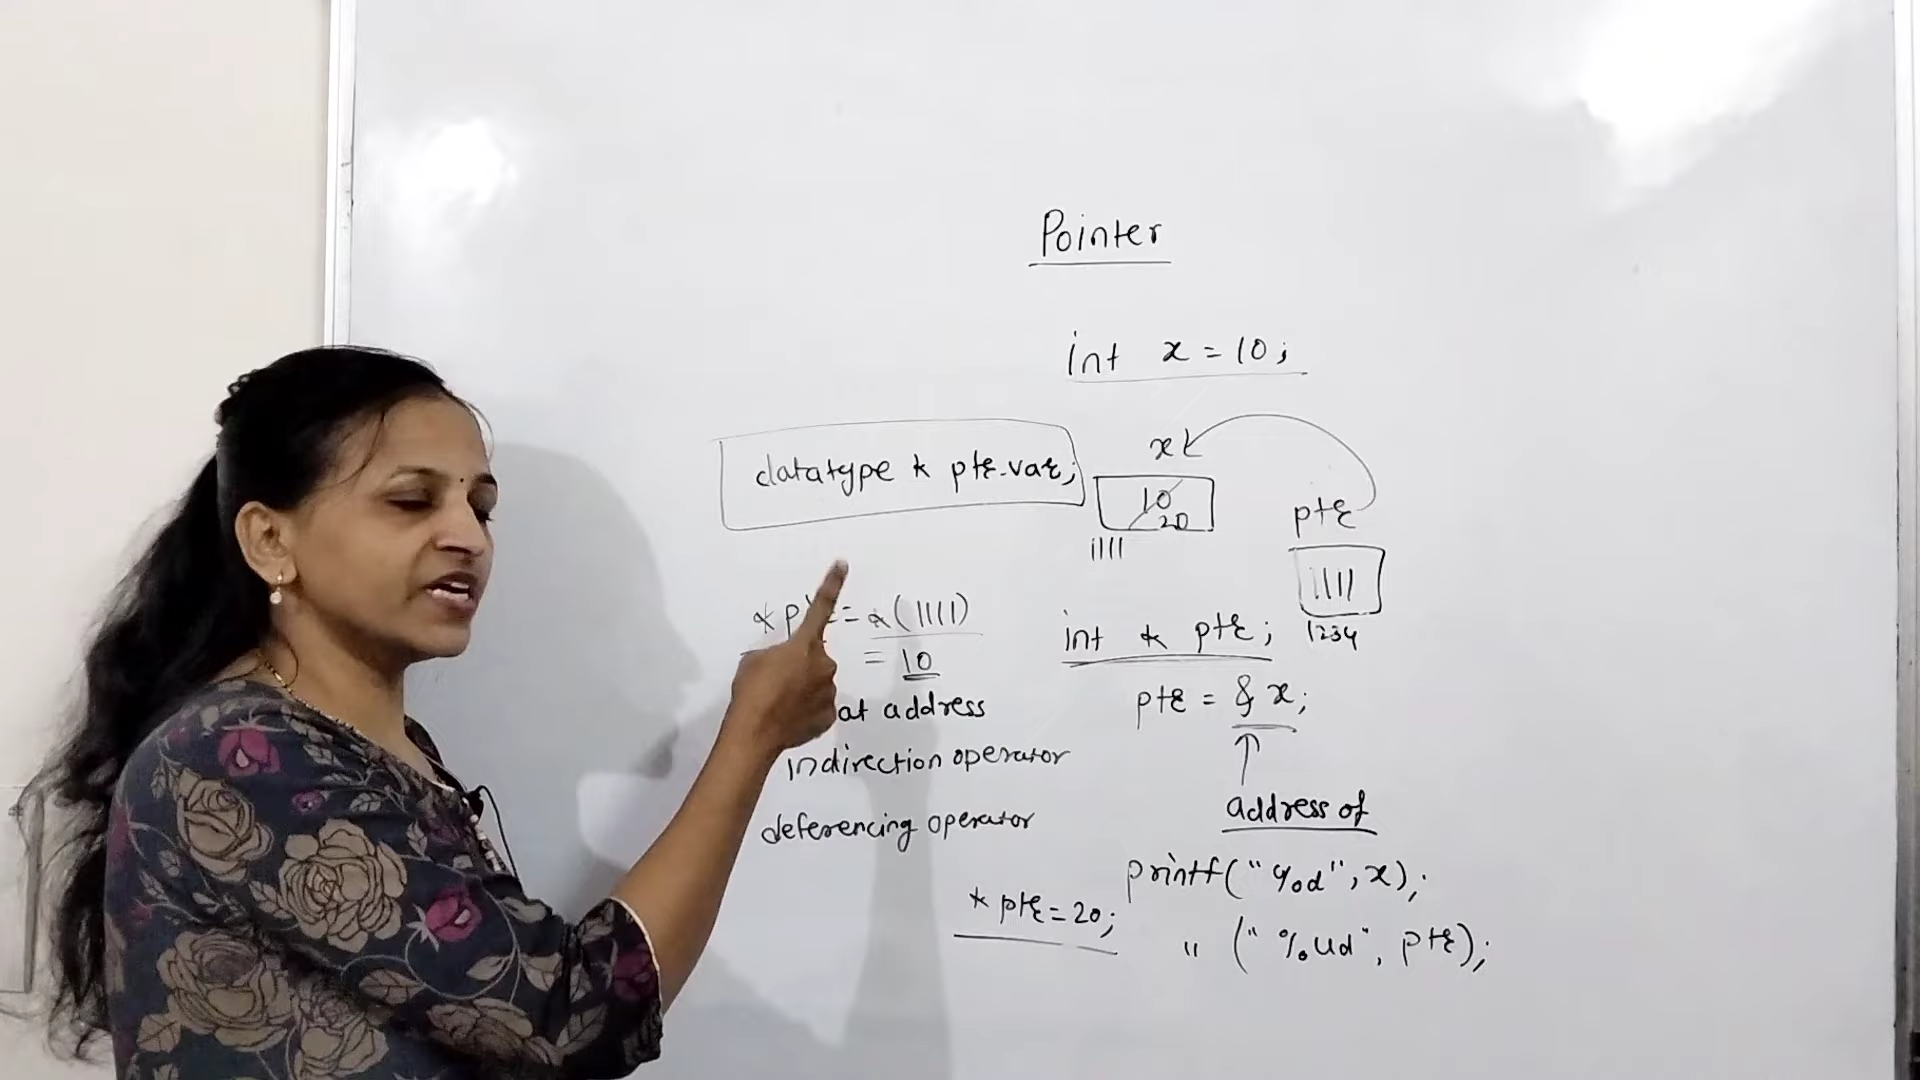 Pointer
int x = 10;
datatype * ptr-var;
x
10
20
1111
ptr
1111
1234
* ptr = *(1111)
= 10
at address
indirection operator
deferencing operator
int * ptr;
ptr = & x;
address of
printf("%d", x);
* ptr = 20;
" ("%ud", ptr);